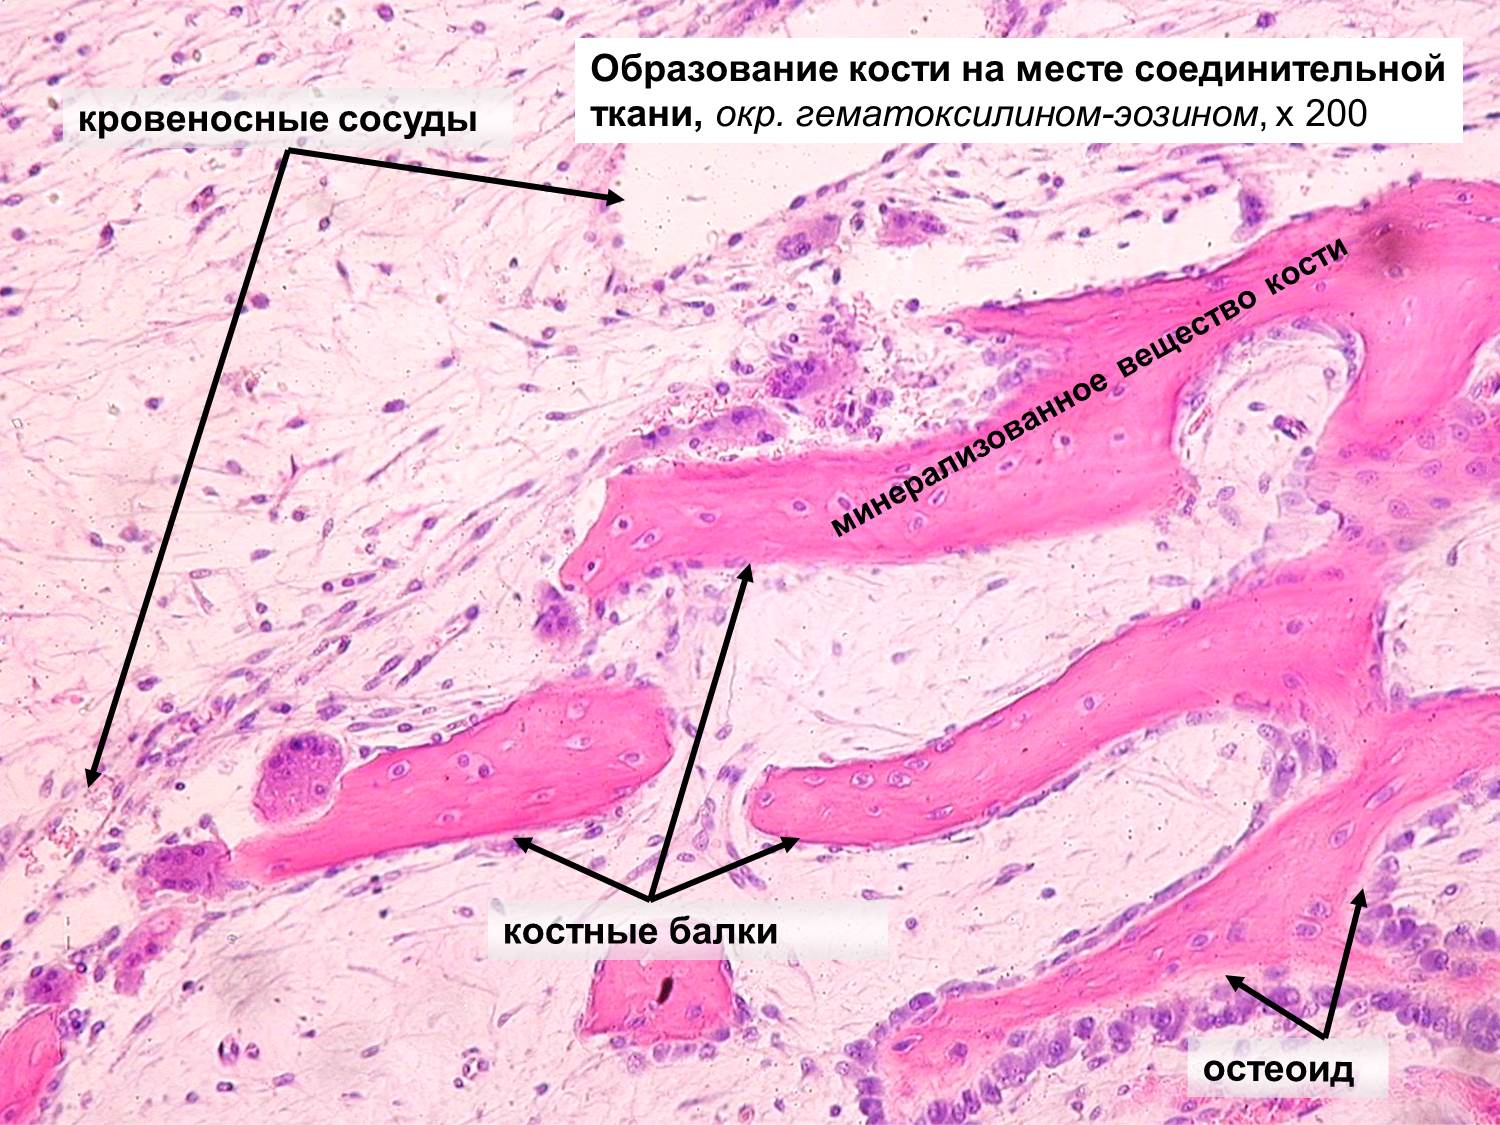 Образование кости на месте соединительной
ткани, окр. гематоксилином-эозином, x 200
кровеносные сосуды
минерализованное вещество кости
костные балки
остеоид